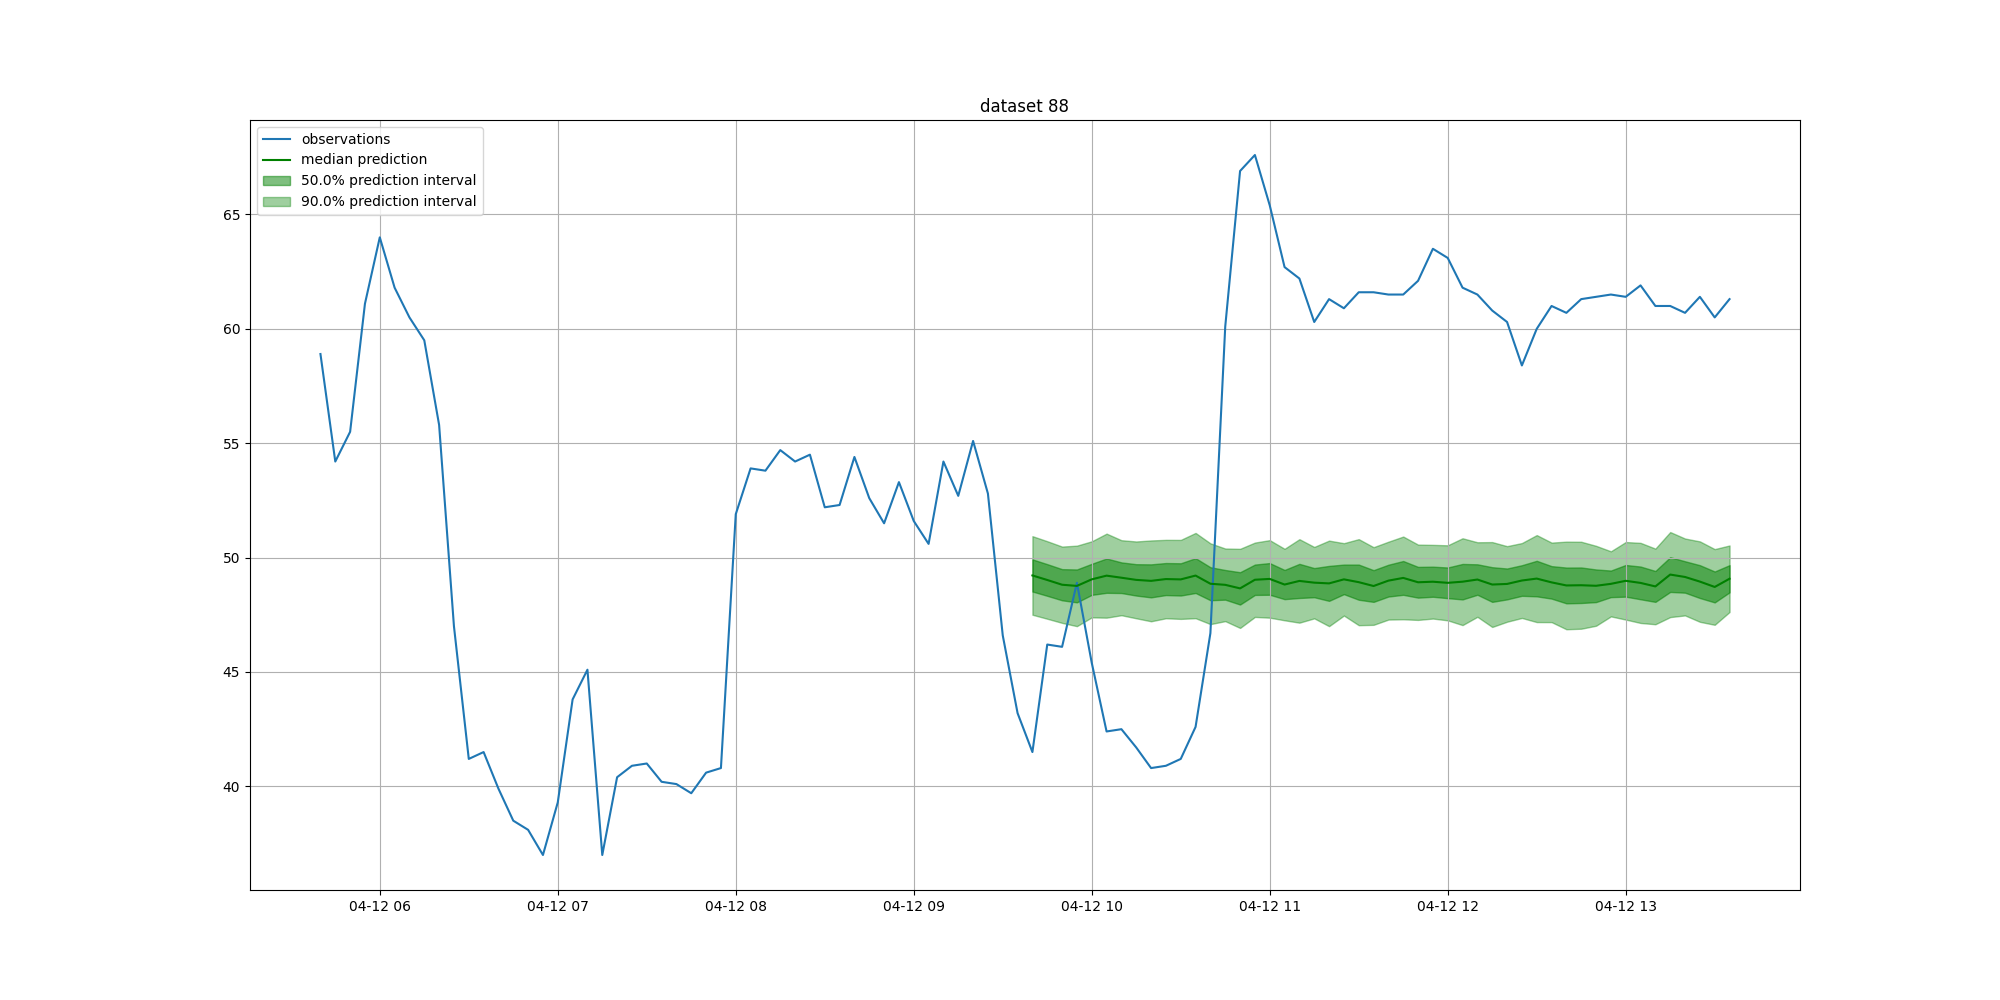 dataset 88
observations
median prediction
50.0% prediction interval
90.0% prediction interval
65
60
55
50
45
40
04-12 06
04-12 07
04-12 08
04-12 09
04-12 10
04-12 11
04-12 12
04-12 13